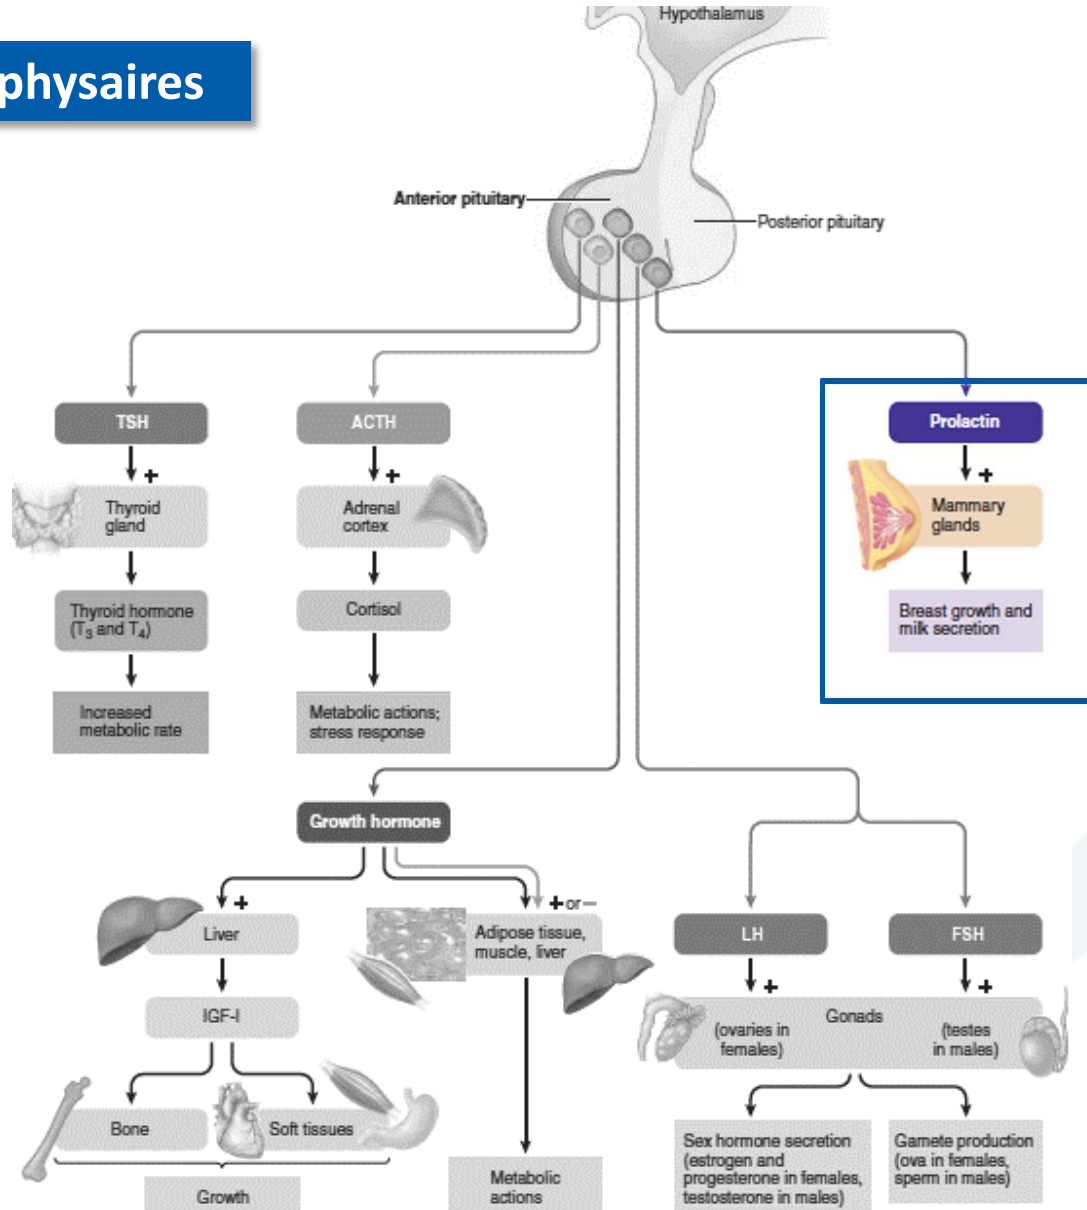 Hypothalamus
physaires
Anterior pituitary
Posterior pituitary
TSH
ACTH
Prolactin
+
+
+
Thyroid
gland
Adrenal
cortex
Mammary
glands
Thyroid hormone
(T3 and T4)
Cortisol
Breast growth and
milk secretion
Increased
metabolic rate
Metabolic actions;
stress response
Growth hormone
+
+ or –
Liver
Adipose tissue,
muscle, liver
LH
FSH
+
+
IGF-I
Gonads
(ovaries in
females)
(testes
in males)
Bone
Soft tissues
Sex hormone secretion
(estrogen and
progesterone in females,
testosterone in males)
Gamete production
(ova in females,
sperm in males)
Growth
Metabolic
actions